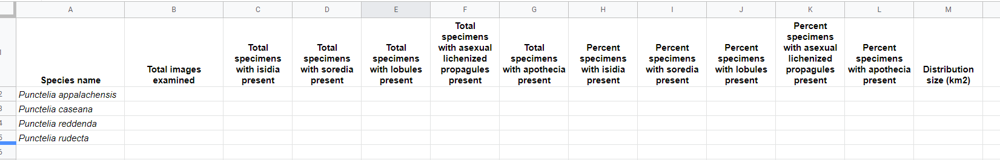 A B C D E F G H I J K L M
Species name
Total images
examined
Total
specimens
with isidia
present
Total
specimens
with soredia
present
Total
specimens
with lobules
present
Total
specimens
with asexual
lichenized
propagules
present
Total
specimens
with apothecia
present
Percent
specimens
with isidia
present
Percent
specimens
with soredia
present
Percent
specimens
with lobules
present
Percent
specimens
with asexual
lichenized
propagules
present
Percent
specimens
with apothecia
present
Distribution
size (km2)
2 Punctelia appalachensis
3 Punctelia caseana
4 Punctelia reddenda
5 Punctelia rudecta
6